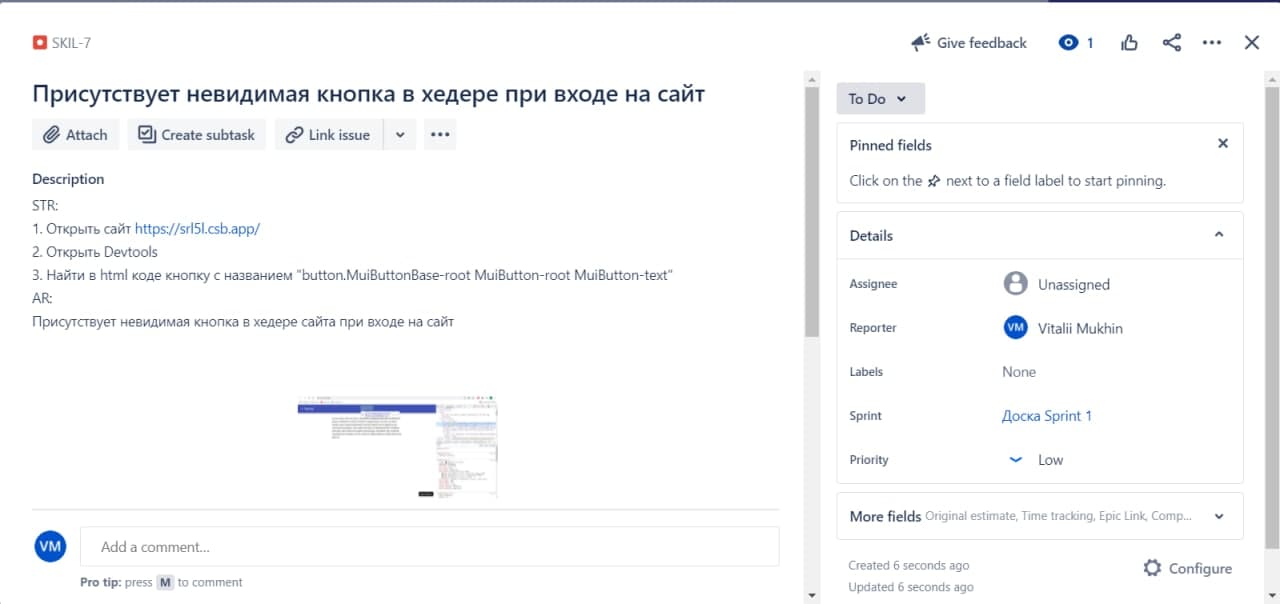 SKIL-7
Give feedback
1
Присутствует невидимая кнопка в хедере при входе на сайт
Attach
Create subtask
Link issue
Description
STR:
1. Открыть сайт https://srl5l.csb.app/
2. Открыть Devtools
3. Найти в html коде кнопку с названием "button.MuiButtonBase-root MuiButton-root MuiButton-text"
AR:
Присутствует невидимая кнопка в хедере сайта при входе на сайт
VM
Add a comment...
Pro tip: press M to comment
To Do
Pinned fields
Click on the next to a field label to start pinning.
Details
Assignee
Unassigned
Reporter
VM Vitalii Mukhin
Labels
None
Sprint
Доска Sprint 1
Priority
Low
More fields Original estimate, Time tracking, Epic Link, Comp...
Created 6 seconds ago
Configure
Updated 6 seconds ago